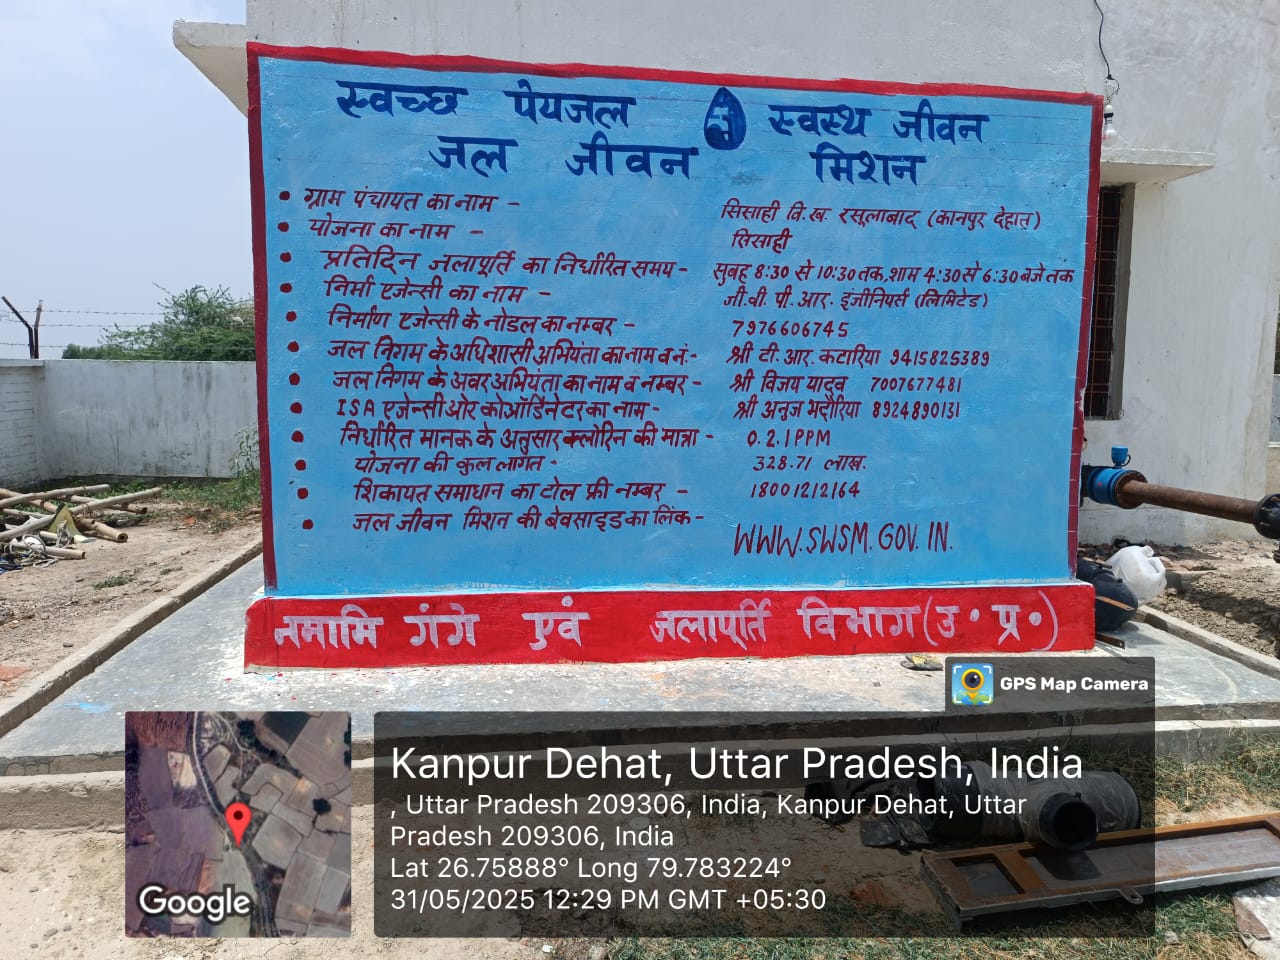 स्वच्छ पेयजल स्वस्थ जीवन
जल जीवन मिशन
• ग्राम पंचायत का नाम – सिसाही वि.ख. रसूलाबाद (कानपुर देहात)
• योजना का नाम – सिसाही
• प्रतिदिन जलापूर्ति का निर्धारित समय – सुबह 8:30 से 10:30 तक, शाम 4:30 से 6:30 बजे तक
• निर्मा एजेन्सी का नाम – जी.वी.पी.आर. इंजीनियर्स (लिमिटेड)
• निर्माण एजेन्सी के नोडल का नम्बर – 7976606745
• जल निगम के अधिशासी अभियंता का नाम व नं.- श्री टी.आर. कटारिया 9415825389
• जल निगम के अवर अभियंता का नाम व नम्बर – श्री विजय यादव 7007677481
• ISA एजेन्सी ओर कोऑर्डिनेटर का नाम – श्री अनुज भदौरिया 8924890131
• निर्धारित मानक के अनुसार क्लोरिन की मात्रा – 0.2.1PPM
• योजना की कुल लागत - 328.71 लाख.
• शिकायत समाधान का टोल फ्री नम्बर – 18001212164
• जल जीवन मिशन की बेवसाइड का लिंक – WWW.SWSM.GOV.IN.
नमामि गंगे एवं जलापूर्ति विभाग (उ॰ प्र॰)
GPS Map Camera
Kanpur Dehat, Uttar Pradesh, India
, Uttar Pradesh 209306, India, Kanpur Dehat, Uttar
Pradesh 209306, India
Lat 26.75888° Long 79.783224°
31/05/2025 12:29 PM GMT +05:30
Google